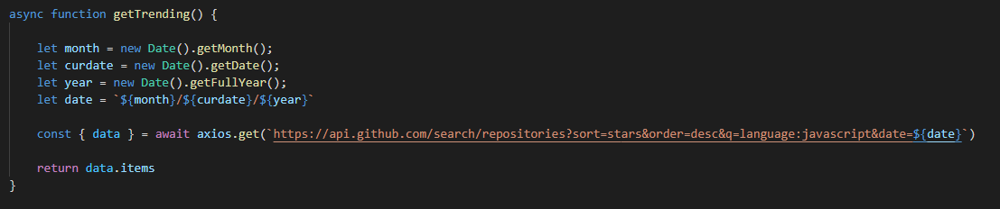 async function getTrending() {
let month = new Date().getMonth();
let curdate = new Date().getDate();
let year = new Date().getFullYear();
let date = `${month}/${curdate}/${year}`
const { data } = await axios.get(`https://api.github.com/search/repositories?sort=stars&order=desc&q=language:javascript&date=${date}`)
return data.items
}